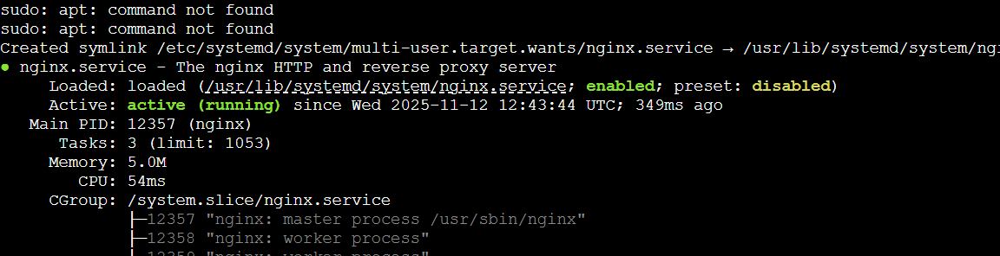 sudo: apt: command not found
sudo: apt: command not found
Created symlink /etc/systemd/system/multi-user.target.wants/nginx.service → /usr/lib/systemd/system/ngi
● nginx.service - The nginx HTTP and reverse proxy server
Loaded: loaded (/usr/lib/systemd/system/nginx.service; enabled; preset: disabled)
Active: active (running) since Wed 2025-11-12 12:43:44 UTC; 349ms ago
Main PID: 12357 (nginx)
Tasks: 3 (limit: 1053)
Memory: 5.0M
CPU: 54ms
CGroup: /system.slice/nginx.service
├─12357 "nginx: master process /usr/sbin/nginx"
├─12358 "nginx: worker process"